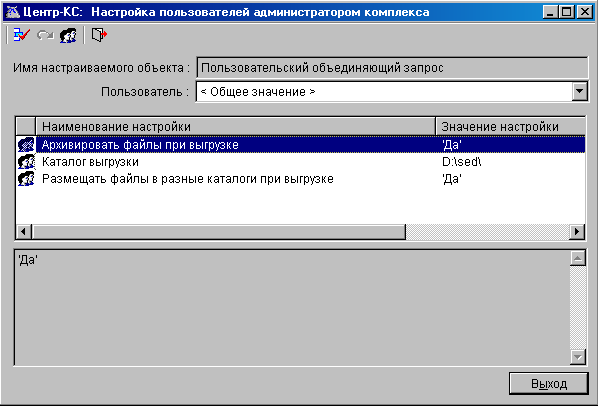 Центр-КС: Настройка пользователей администратором комплекса
Имя настраиваемого объекта : Пользовательский объединяющий запрос
Пользователь : < Общее значение >
Наименование настройки Значение настройки
Архивировать файлы при выгрузке 'Да'
Каталог выгрузки D:\sed\
Размещать файлы в разные каталоги при выгрузке 'Да'
'Да'
Выход